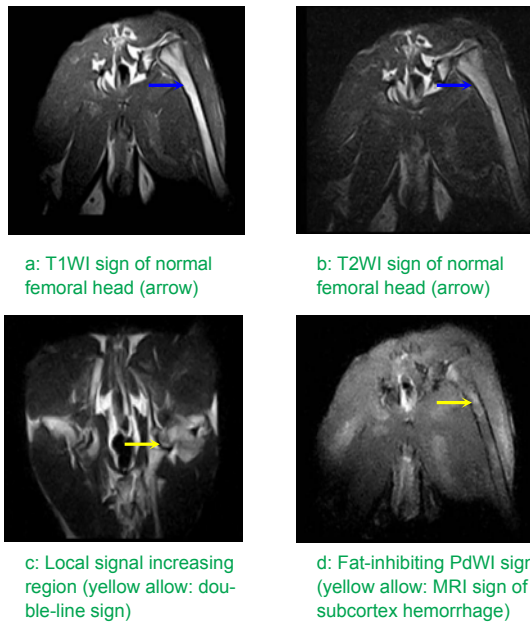 a: T1WI sign of normal
femoral head (arrow)
b: T2WI sign of normal
femoral head (arrow)
c: Local signal increasing
region (yellow allow: dou-
ble-line sign)
d: Fat-inhibiting PdWI sign
(yellow allow: MRI sign of
subcortex hemorrhage)